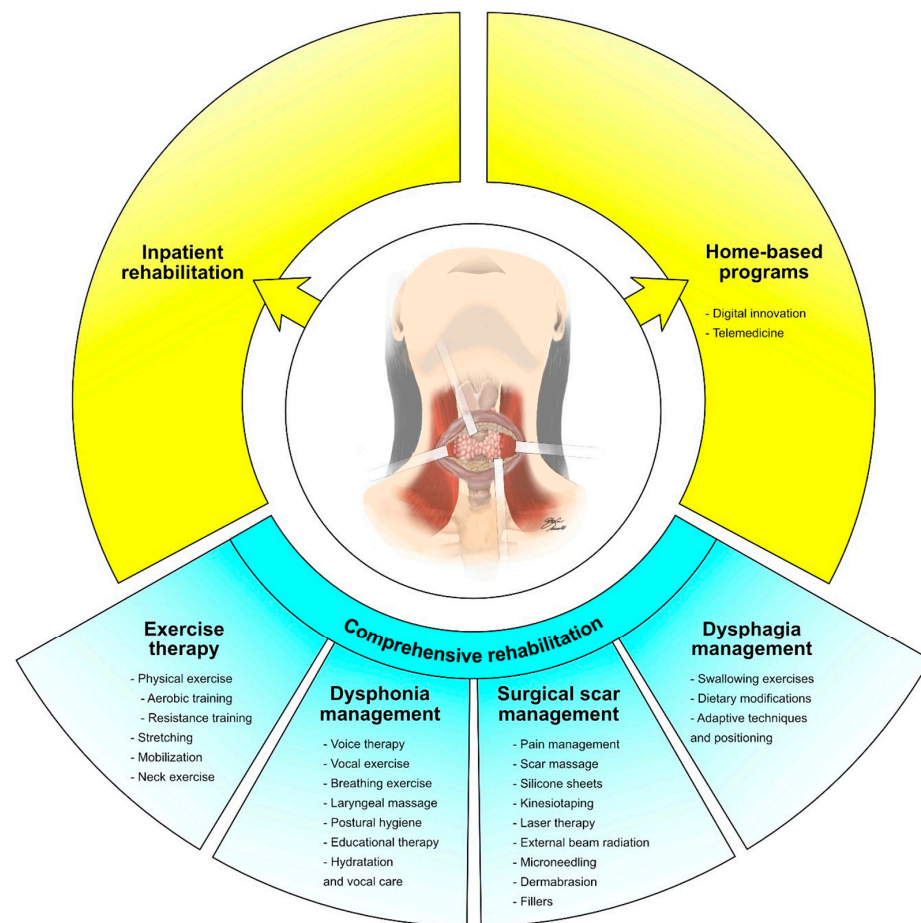 Inpatient
rehabilitation
Home-based
programs
- Digital innovation
- Telemedicine
Comprehensive rehabilitation
Exercise
therapy
- Physical exercise
- Aerobic training
- Resistance training
- Stretching
- Mobilization
- Neck exercise
Dysphonia
management
- Voice therapy
- Vocal exercise
- Breathing exercise
- Laryngeal massage
- Postural hygiene
- Educational therapy
- Hydratation
and vocal care
Surgical scar
management
- Pain management
- Scar massage
- Silicone sheets
- Kinesiotaping
- Laser therapy
- External beam radiation
- Microneedling
- Dermabrasion
- Fillers
Dysphagia
management
- Swallowing exercises
- Dietary modifications
- Adaptive techniques
and positioning